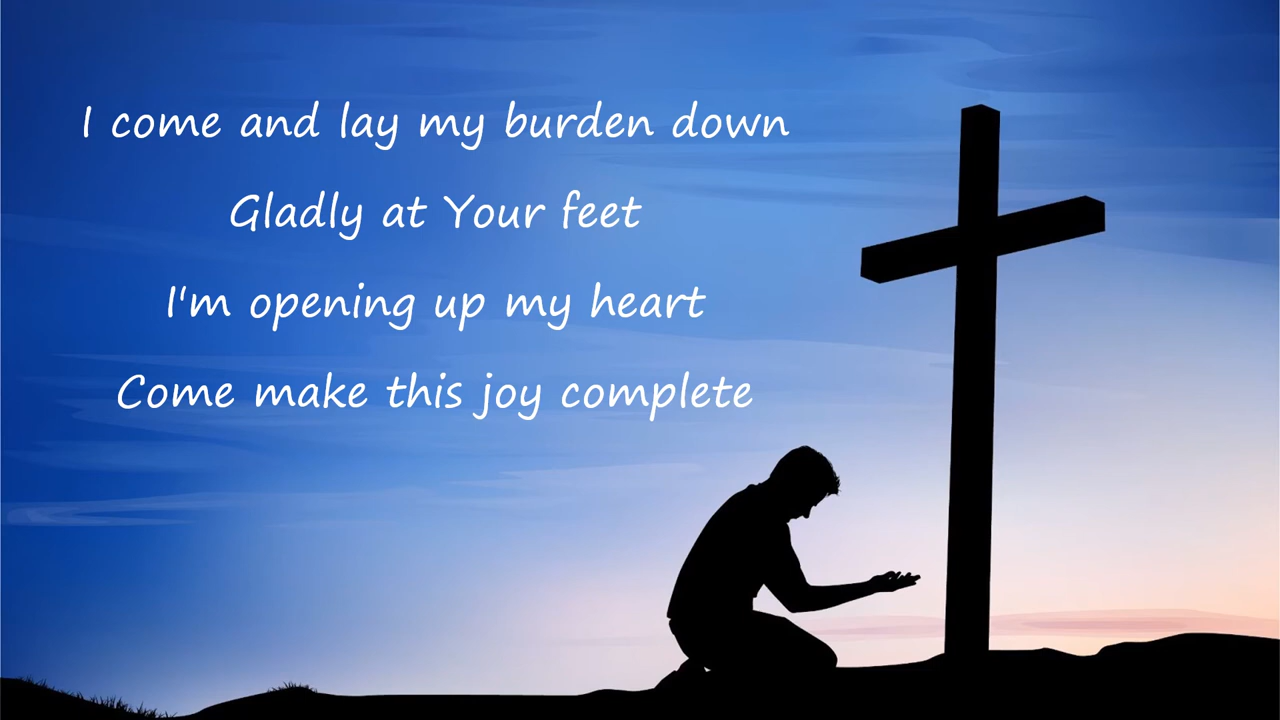 I come and lay my burden down
Gladly at Your feet
I'm opening up my heart
Come make this joy complete